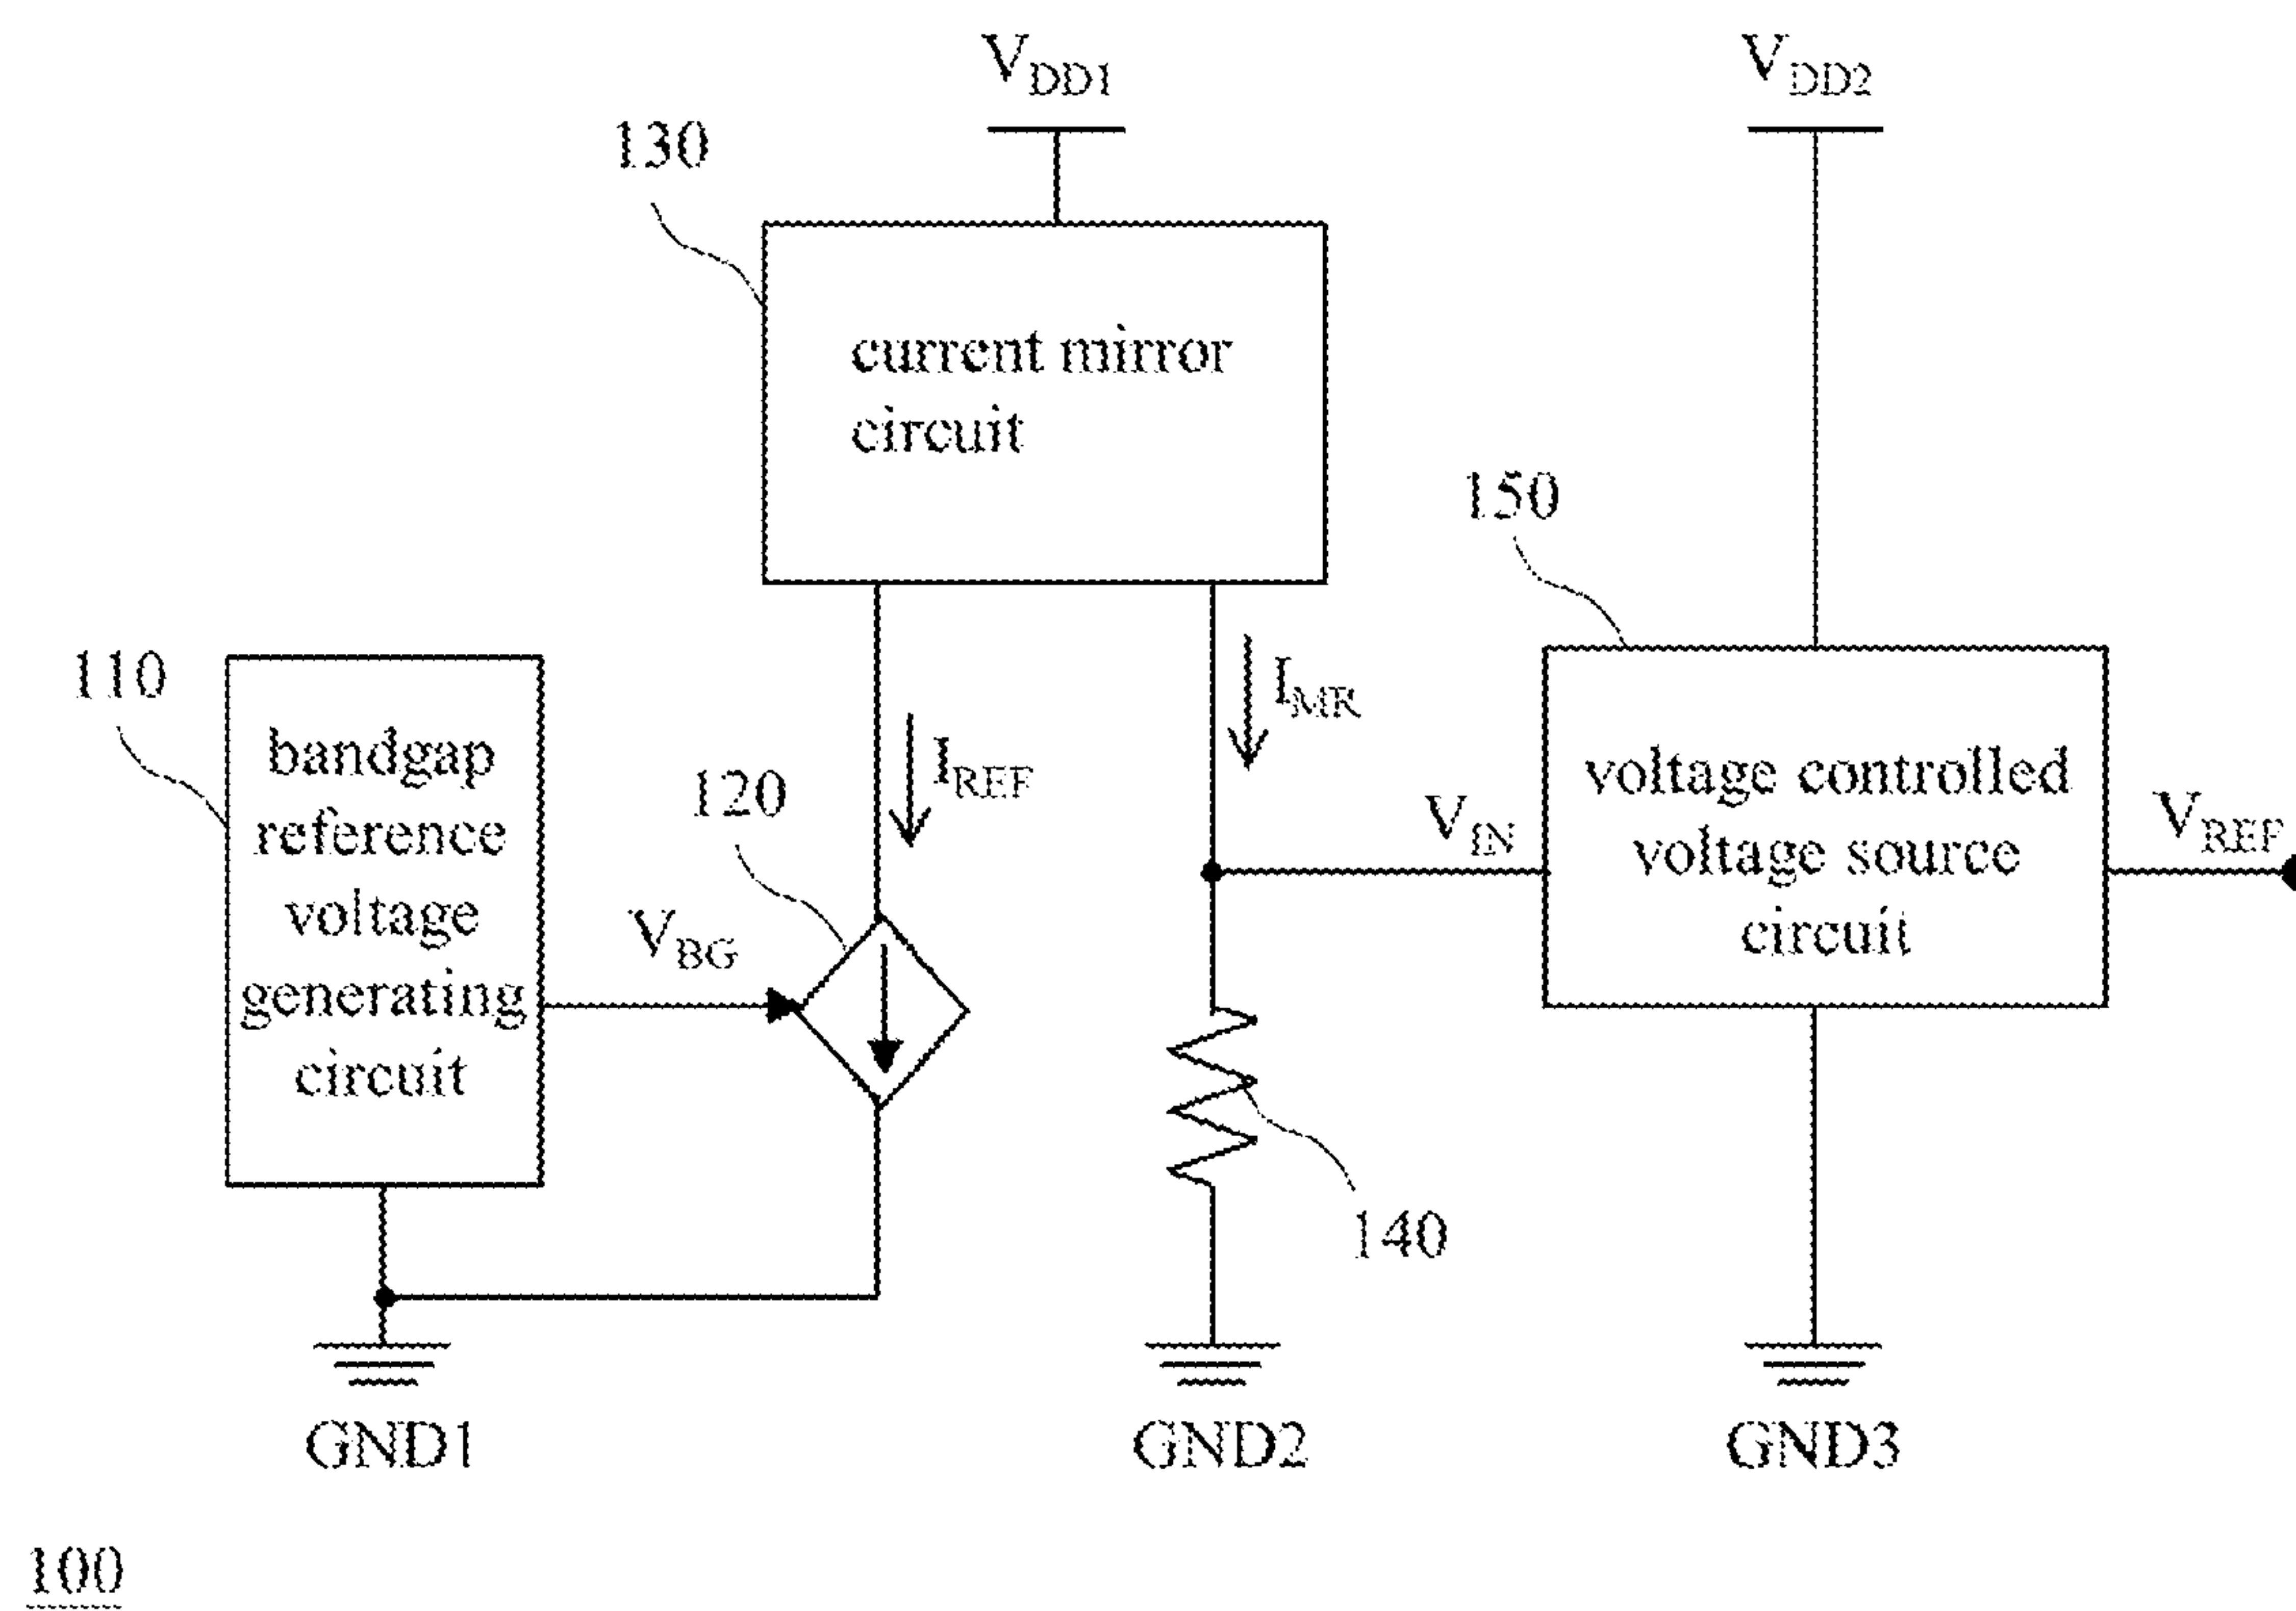 VDD1
VDD2
130
current mirror
circuit
150
110
bandgap
reference
voltage
generating
circuit
120
IREF
IMR
VBG
VIN
voltage controlled
voltage source
circuit
VREF
140
GND1
GND2
GND3
100